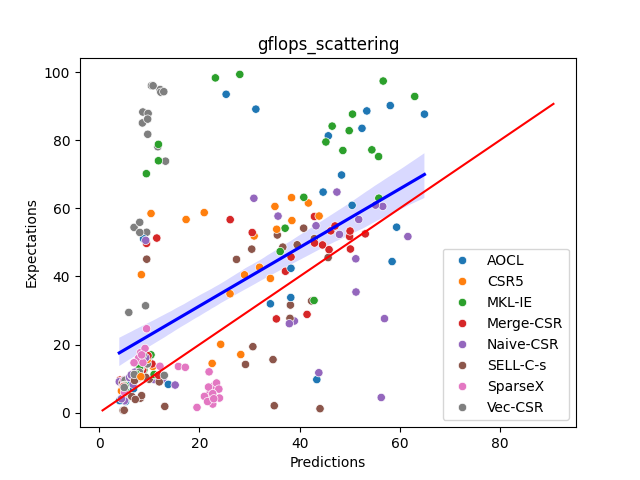 gflops_scattering
100
80
60
40
20
0
Expectations
0 20 40 60 80
Predictions
AOCL
CSR5
MKL-IE
Merge-CSR
Naive-CSR
SELL-C-s
SparseX
Vec-CSR